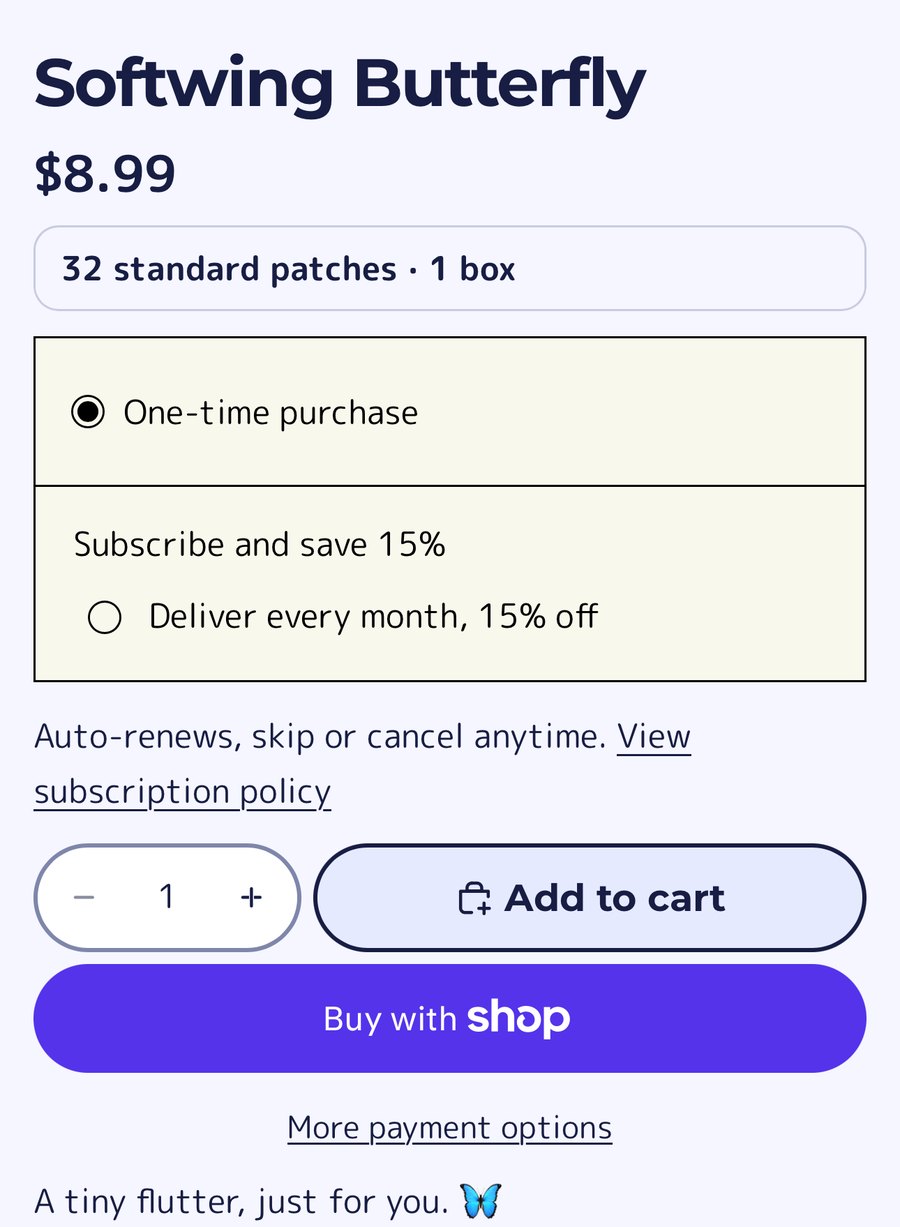 Softwing Butterfly
$8.99
32 standard patches · 1 box
One-time purchase
Subscribe and save 15%
Deliver every month, 15% off
Auto-renews, skip or cancel anytime. View
subscription policy
− 1 +
Add to cart
Buy with shop
More payment options
A tiny flutter, just for you. 🦋